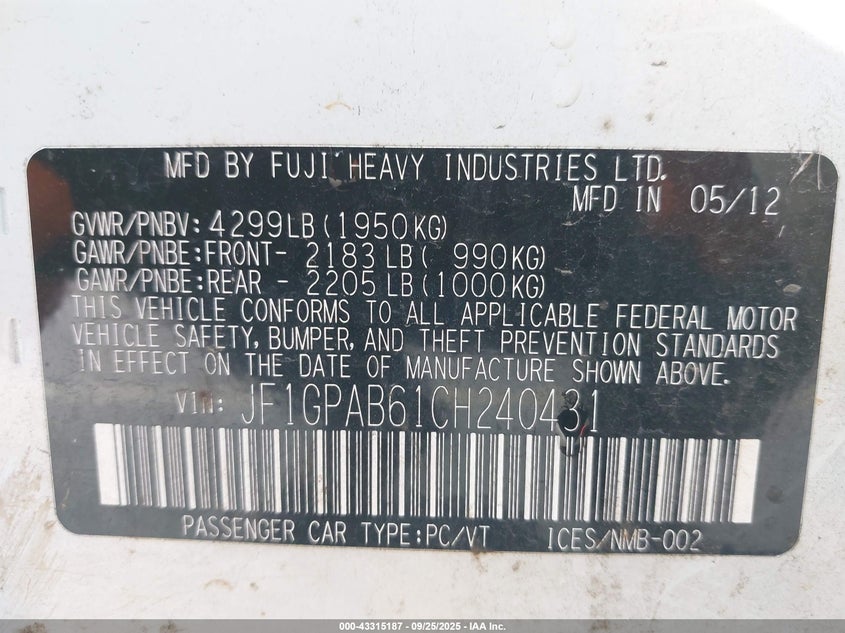 MFD BY FUJI HEAVY INDUSTRIES LTD.
MFD IN 05/12
GVWR/PNBV: 4299LB(1950KG)
GAWR/PNBE:FRONT- 2183LB( 990KG)
GAWR/PNBE:REAR - 2205LB(1000KG)
THIS VEHICLE CONFORMS TO ALL APPLICABLE FEDERAL MOTOR
VEHICLE SAFETY, BUMPER, AND THEFT PREVENTION STANDARDS
IN EFFECT ON THE DATE OF MANUFACTURE SHOWN ABOVE.
VIN: JF1GPAB61CH240431
PASSENGER CAR TYPE:PC/VT ICES/NMB-002
000-43315187 - 09/25/2025 - IAA Inc.